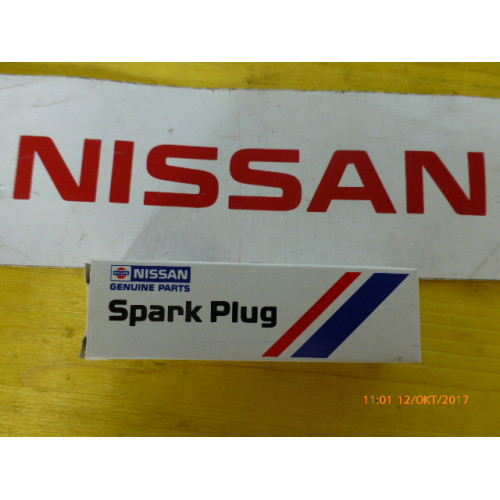 NISSAN
NISSAN
GENUINE PARTS
Spark Plug
11:01 12/OKT/2017